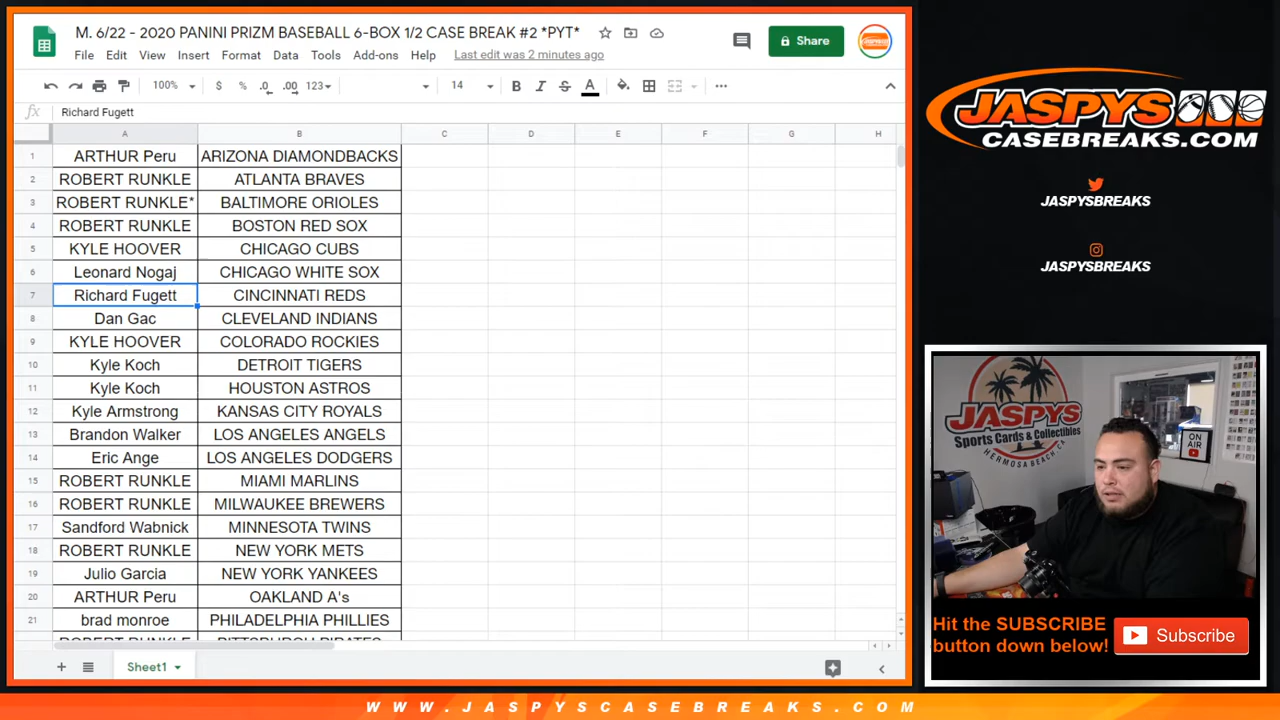 M. 6/22 - 2020 PANINI PRIZM BASEBALL 6-BOX 1/2 CASE BREAK #2 *PYT*
Share
File Edit View Insert Format Data Tools Add-ons Help Last edit was 2 minutes ago
100% $ % .0 .00 123 14 B I S A
fx Richard Fugett
A B C D E F G H
1 ARTHUR Peru ARIZONA DIAMONDBACKS
2 ROBERT RUNKLE ATLANTA BRAVES
3 ROBERT RUNKLE* BALTIMORE ORIOLES
4 ROBERT RUNKLE BOSTON RED SOX
5 KYLE HOOVER CHICAGO CUBS
6 Leonard Nogaj CHICAGO WHITE SOX
7 Richard Fugett CINCINNATI REDS
8 Dan Gac CLEVELAND INDIANS
9 KYLE HOOVER COLORADO ROCKIES
10 Kyle Koch DETROIT TIGERS
11 Kyle Koch HOUSTON ASTROS
12 Kyle Armstrong KANSAS CITY ROYALS
13 Brandon Walker LOS ANGELES ANGELS
14 Eric Ange LOS ANGELES DODGERS
15 ROBERT RUNKLE MIAMI MARLINS
16 ROBERT RUNKLE MILWAUKEE BREWERS
17 Sandford Wabnick MINNESOTA TWINS
18 ROBERT RUNKLE NEW YORK METS
19 Julio Garcia NEW YORK YANKEES
20 ARTHUR Peru OAKLAND A's
21 brad monroe PHILADELPHIA PHILLIES
ROBERT RUNKLE PITTSBURGH PIRATES
Sheet1
JASPYS
CASEBREAKS.COM
JASPYSBREAKS
JASPYSBREAKS
JASPYS
Sports Cards & Collectibles
HERMOSA BEACH, CA
ON AIR
Hit the SUBSCRIBE
button down below!
Subscribe
WWW.JASPYSCASEBREAKS.COM